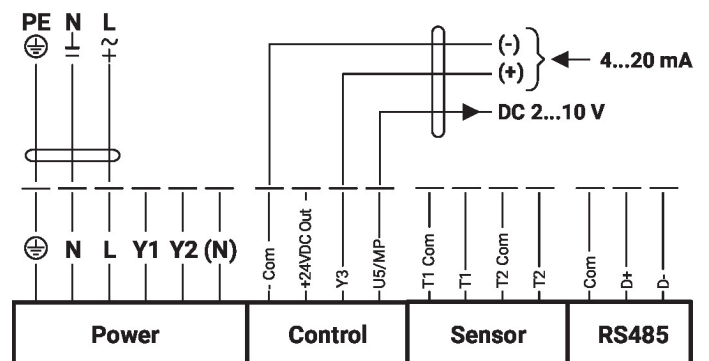 PE N L
(-)
(+)
4...20 mA
DC 2...10 V
N L Y1 Y2 (N)
- Com
+24VDC Out
Y3
U5/MP
T1 Com
T1
T2 Com
T2
Com
D+
D-
Power
Control
Sensor
RS485